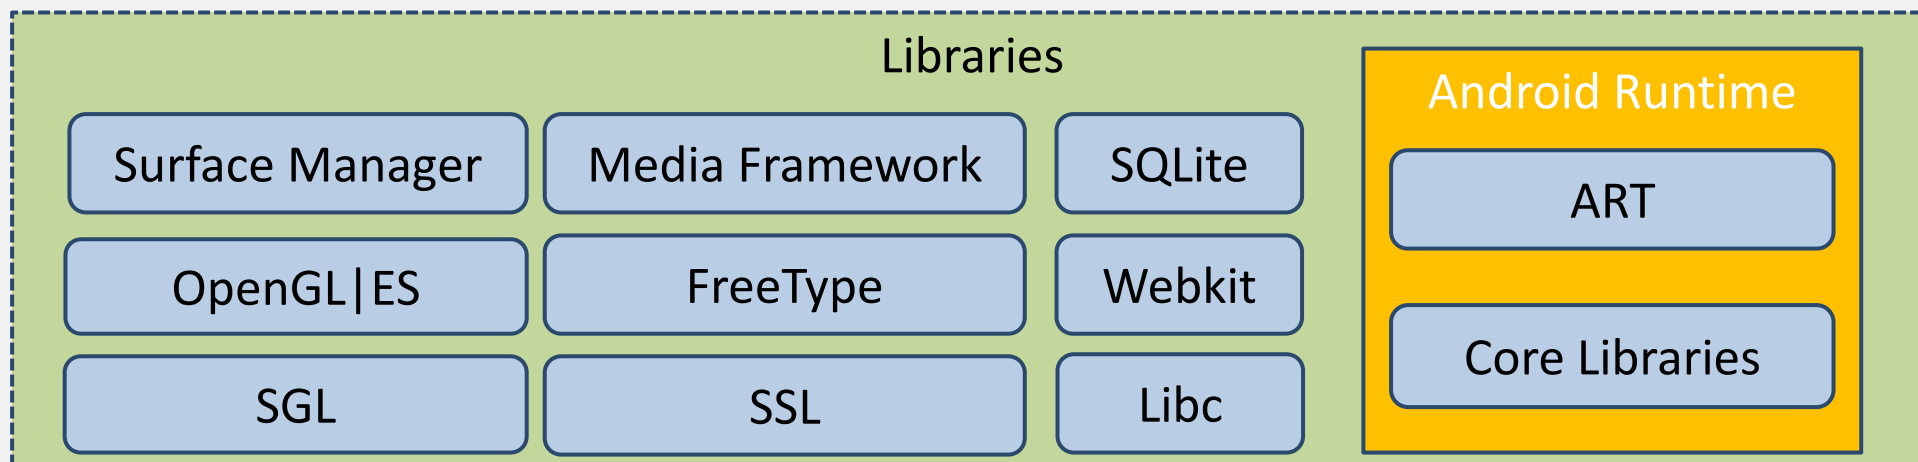 Libraries
Android Runtime
Surface Manager
Media Framework
SQLite
ART
OpenGL|ES
FreeType
Webkit
Core Libraries
SGL
SSL
Libc